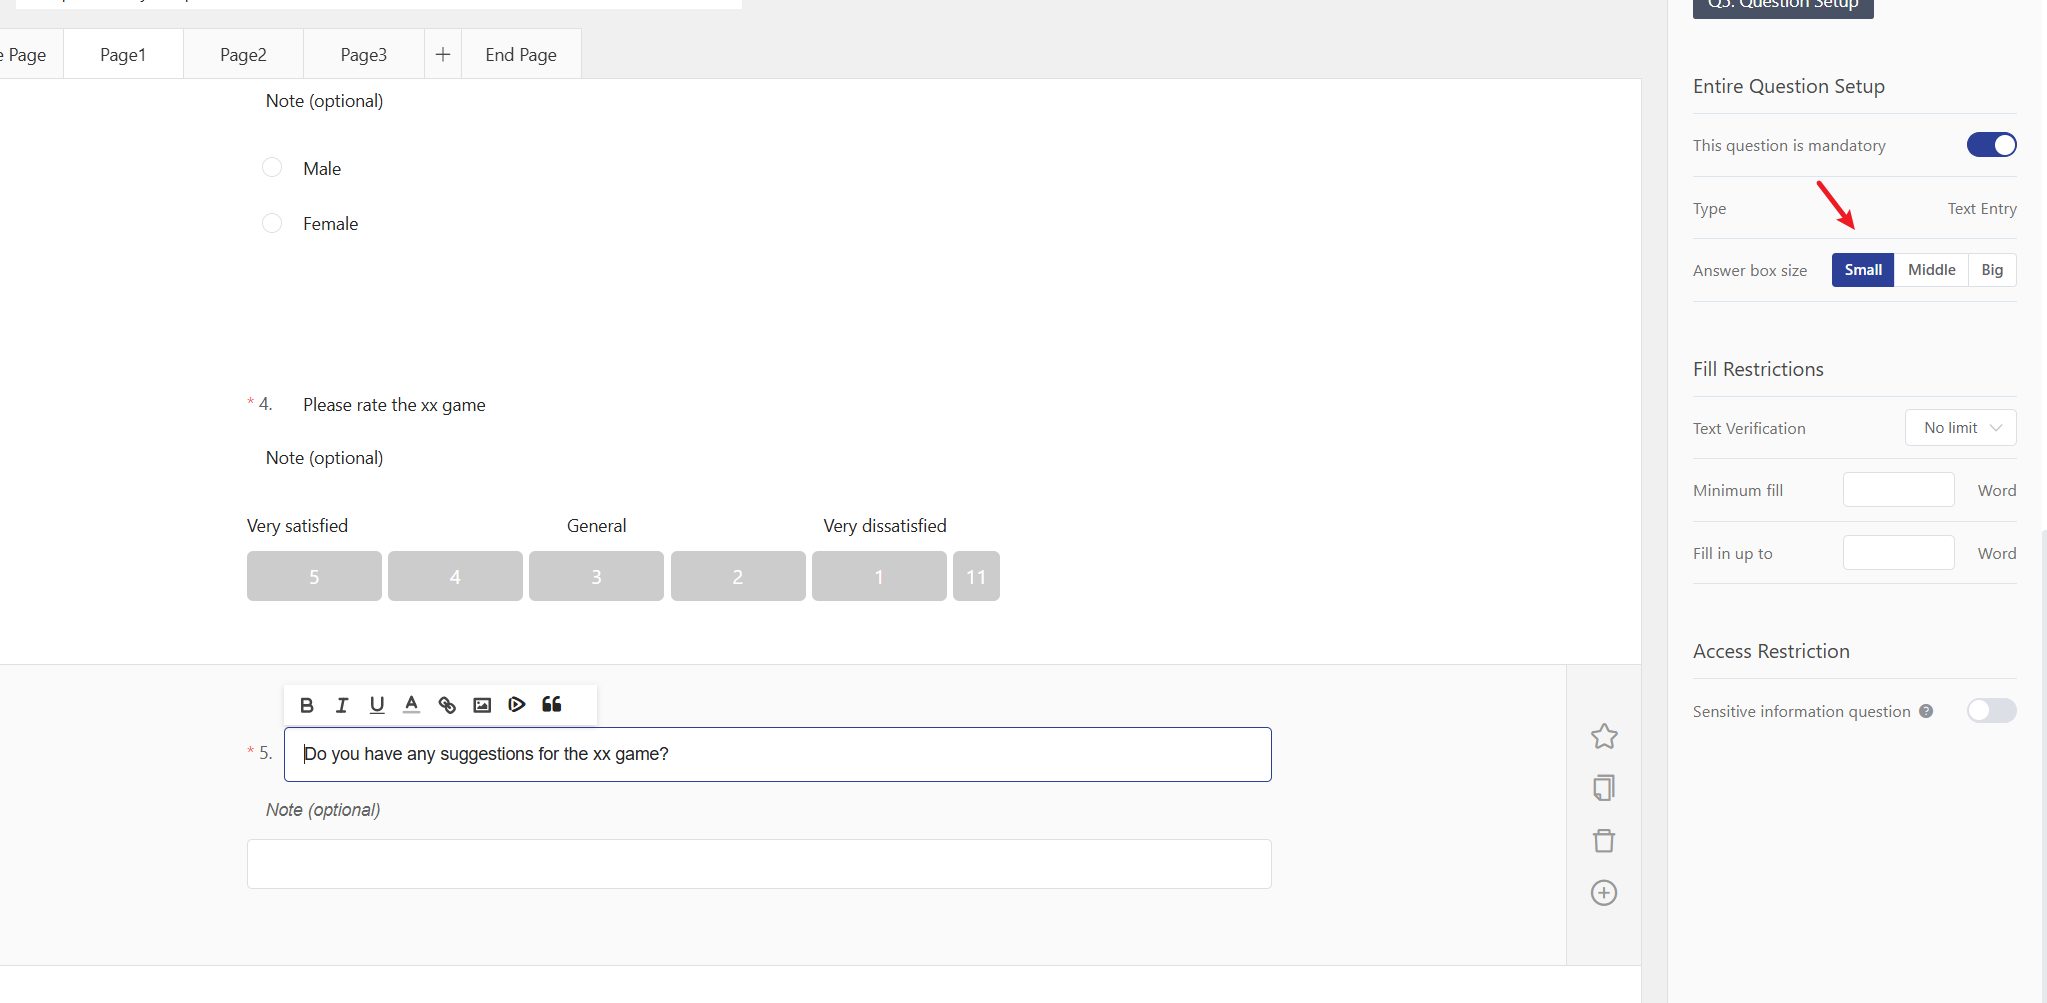 Q5. Question Setup
e Page
Page1
Page2
Page3
+
End Page
Note (optional)
Male
Female
* 4. Please rate the xx game
Note (optional)
Very satisfied
General
Very dissatisfied
5
4
3
2
1
11
B I U A
* 5. Do you have any suggestions for the xx game?
Note (optional)
Entire Question Setup
This question is mandatory
Type Text Entry
Answer box size Small Middle Big
Fill Restrictions
Text Verification No limit
Minimum fill Word
Fill in up to Word
Access Restriction
Sensitive information question ?